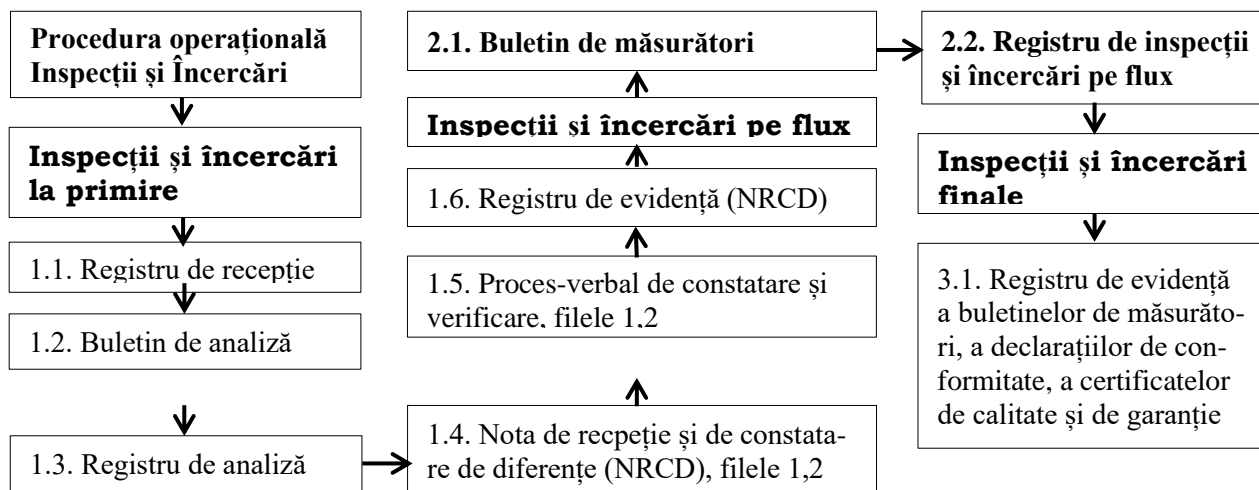 Procedura operațională
Inspecții și Încercări
Inspecții și încercări
la primire
1.1. Registru de recepție
1.2. Buletin de analiză
1.3. Registru de analiză
1.4. Nota de recpeție și de constata-
re de diferențe (NRCD), filele 1,2
1.5. Proces-verbal de constatare și
verificare, filele 1,2
1.6. Registru de evidență (NRCD)
Inspecții și încercări pe flux
2.1. Buletin de măsurători
2.2. Registru de inspecții
și încercări pe flux
Inspecții și încercări
finale
3.1. Registru de evidență
a buletinelor de măsurăto-
ri, a declarațiilor de con-
formitate, a certificatelor
de calitate și de garanție